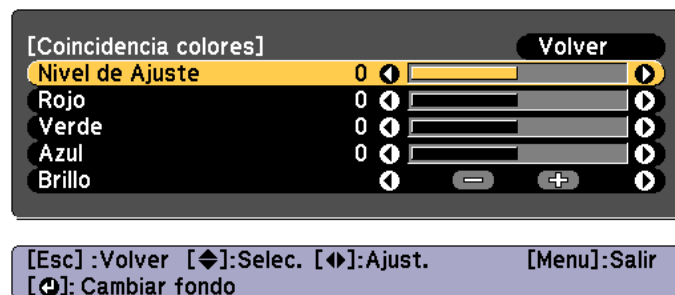 [Coincidencia colores] Volver
Nivel de Ajuste 0
Rojo 0
Verde 0
Azul 0
Brillo
[Esc] :Volver [◆]:Selec. [◀▶]:Ajust. [Menu]:Salir
[↵]: Cambiar fondo